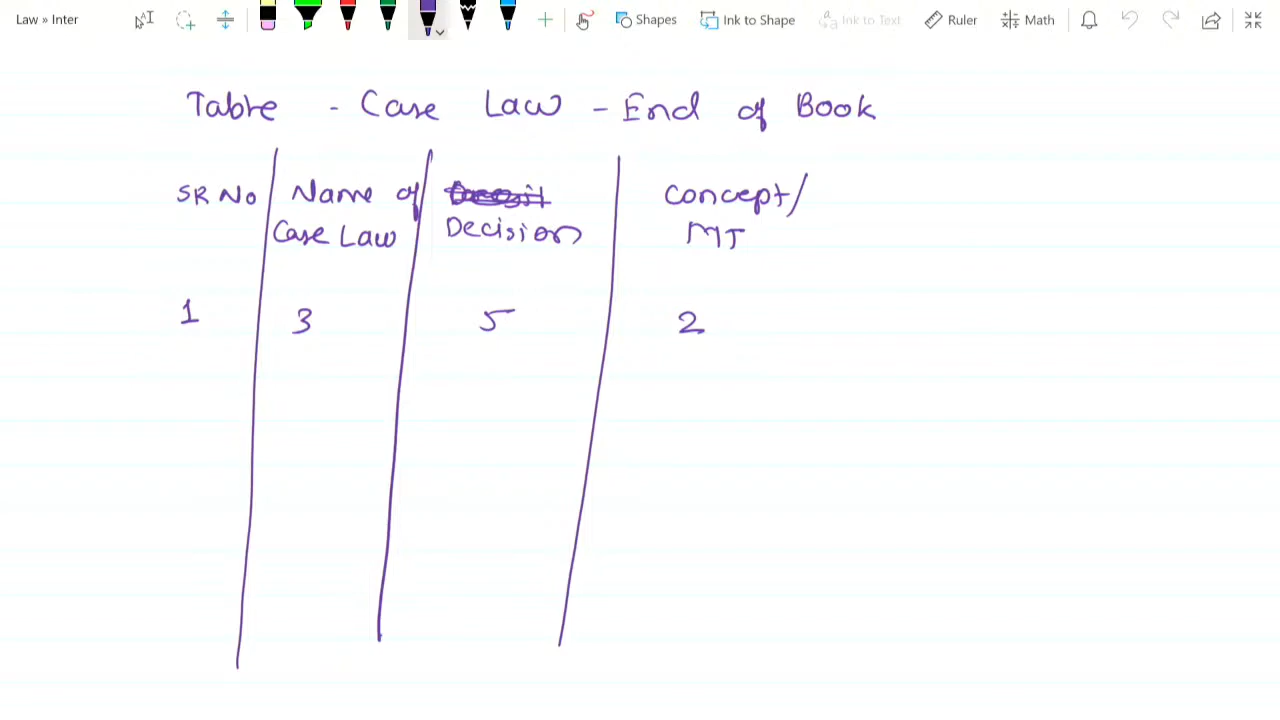 Law » Inter Shapes Ink to Shape Ink to Text Ruler Math
Table - Case Law - End of Book
SR No Name of Decision Concept/
Case Law MT
1 3 5 2